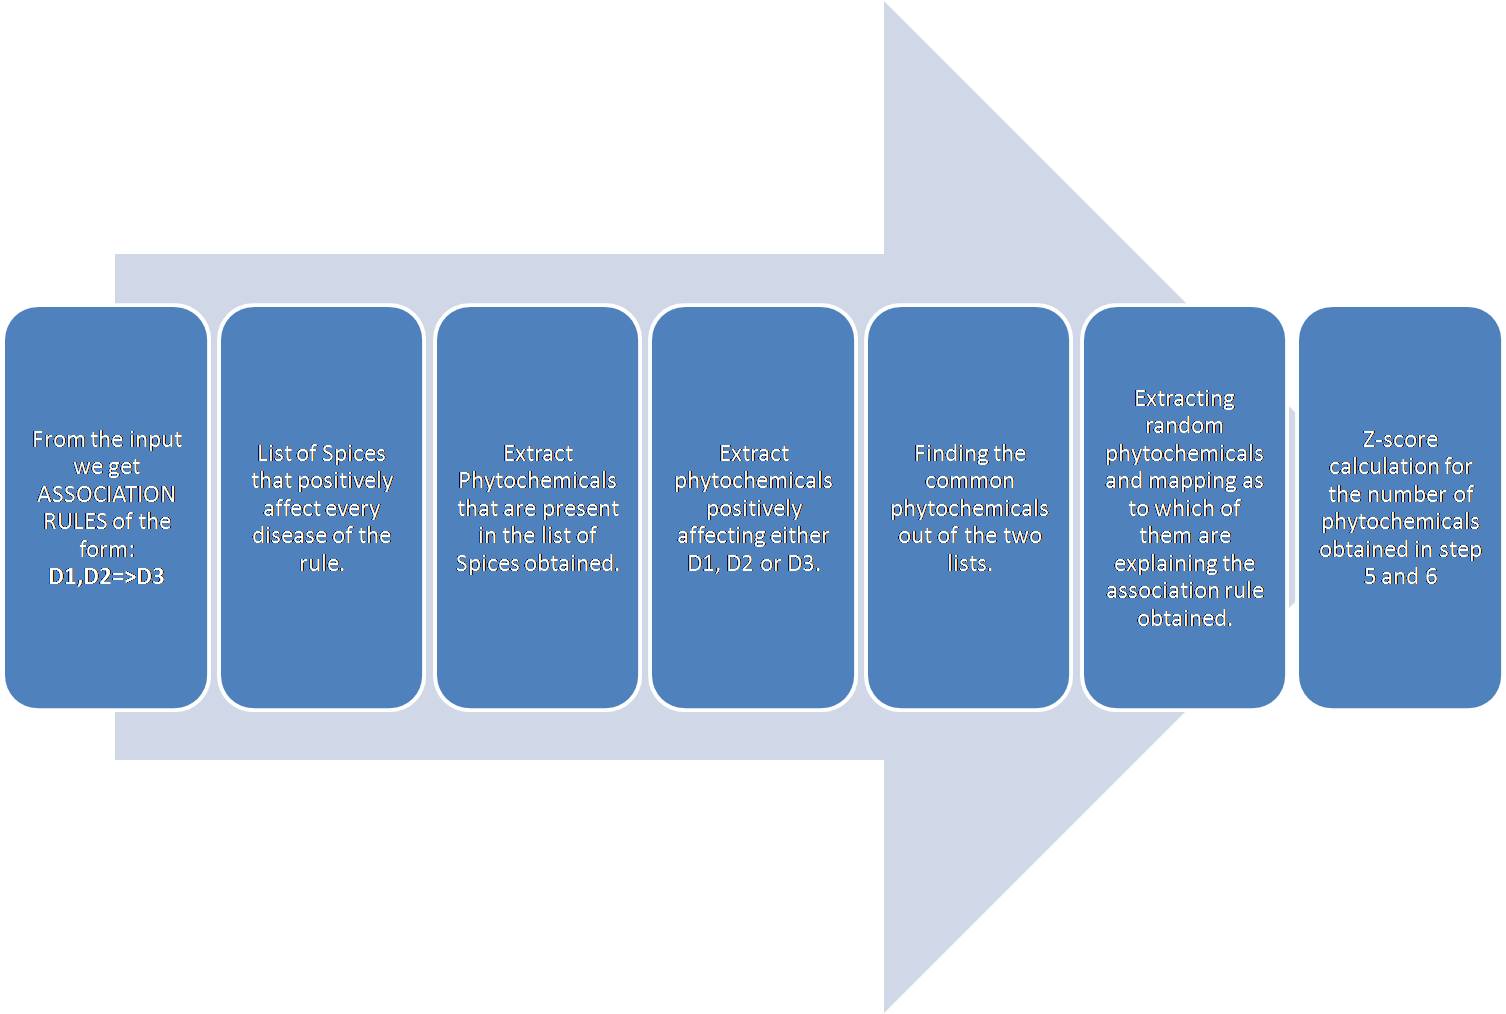 From the input
we get
ASSOCIATION
RULES of the
form:
D1,D2=>D3
List of Spices
that positively
affect every
disease of the
rule.
Extract
Phytochemicals
that are present
in the list of
Spices obtained.
Extract
phytochemicals
positively
affecting either
D1, D2 or D3.
Finding the
common
phytochemicals
out of the two
lists.
Extracting
random
phytochemicals
and mapping as
to which of
them are
explaining the
association rule
obtained.
Z-score
calculation for
the number of
phytochemicals
obtained in step
5 and 6